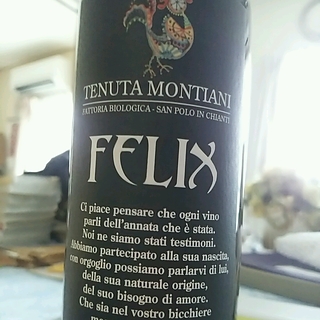 TENUTA MONTIANI
FATTORIA BIOLOGICA - SAN POLO IN CHIANTI
FELIX
Ci piace pensare che ogni vino
parli dell'annata che è stata.
Noi ne siamo stati testimoni.
Abbiamo partecipato alla sua nascita,
con orgoglio possiamo parlarvi di lui,
della sua naturale origine,
del suo bisogno di amore.
Che sia nel vostro bicchiere